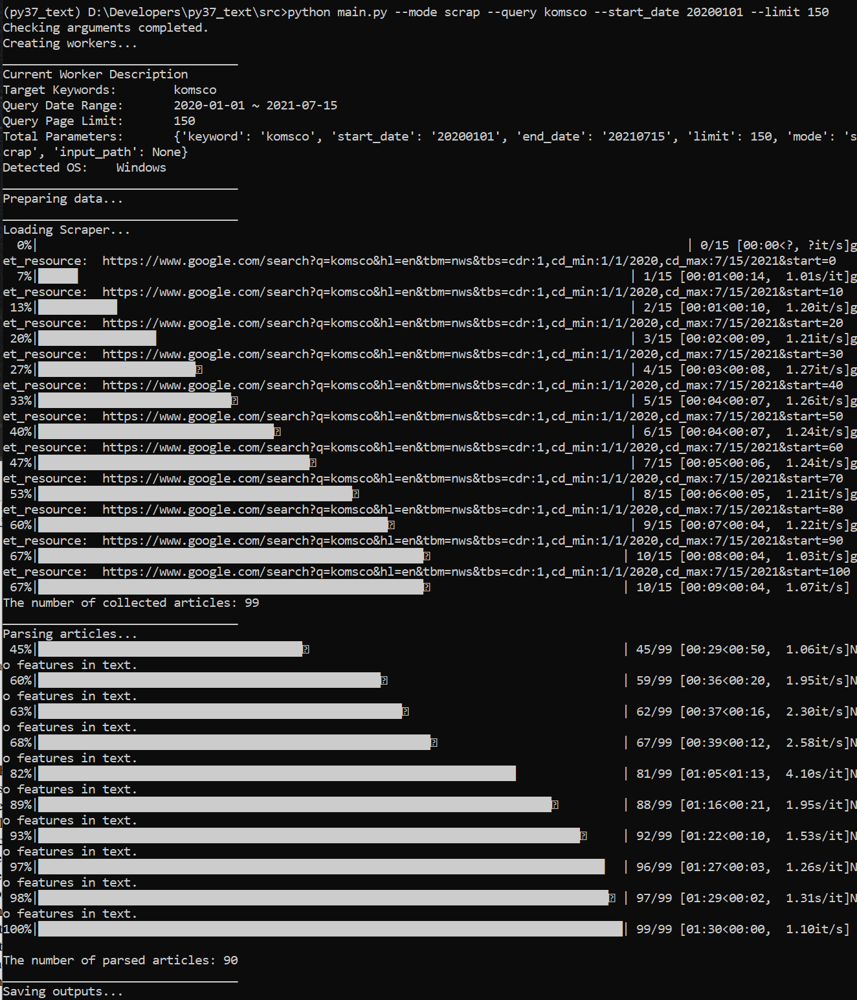 (py37_text) D:\Developers\py37_text\src>python main.py --mode scrap --query komsco --start_date 20200101 --limit 150
Checking arguments completed.
Creating workers...
_________________________________
Current Worker Description
Target Keywords:        komsco
Query Date Range:       2020-01-01 ~ 2021-07-15
Query Page Limit:       150
Total Parameters:       {'keyword': 'komsco', 'start_date': '20200101', 'end_date': '20210715', 'limit': 150, 'mode': 's
crap', 'input_path': None}
Detected OS:    Windows
_________________________________
Preparing data...
_________________________________
Loading Scraper...
0%| | 0/15 [00:00<?, ?it/s]g
et_resource:  https://www.google.com/search?q=komsco&hl=en&tbm=nws&tbs=cdr:1,cd_min:1/1/2020,cd_max:7/15/2021&start=0
7%| | 1/15 [00:01<00:14,  1.01s/it]g
et_resource:  https://www.google.com/search?q=komsco&hl=en&tbm=nws&tbs=cdr:1,cd_min:1/1/2020,cd_max:7/15/2021&start=10
13%| | 2/15 [00:01<00:10,  1.20it/s]g
et_resource:  https://www.google.com/search?q=komsco&hl=en&tbm=nws&tbs=cdr:1,cd_min:1/1/2020,cd_max:7/15/2021&start=20
20%| | 3/15 [00:02<00:09,  1.21it/s]g
et_resource:  https://www.google.com/search?q=komsco&hl=en&tbm=nws&tbs=cdr:1,cd_min:1/1/2020,cd_max:7/15/2021&start=30
27%| | 4/15 [00:03<00:08,  1.27it/s]g
et_resource:  https://www.google.com/search?q=komsco&hl=en&tbm=nws&tbs=cdr:1,cd_min:1/1/2020,cd_max:7/15/2021&start=40
33%| | 5/15 [00:04<00:07,  1.26it/s]g
et_resource:  https://www.google.com/search?q=komsco&hl=en&tbm=nws&tbs=cdr:1,cd_min:1/1/2020,cd_max:7/15/2021&start=50
40%| | 6/15 [00:04<00:07,  1.24it/s]g
et_resource:  https://www.google.com/search?q=komsco&hl=en&tbm=nws&tbs=cdr:1,cd_min:1/1/2020,cd_max:7/15/2021&start=60
47%| | 7/15 [00:05<00:06,  1.24it/s]g
et_resource:  https://www.google.com/search?q=komsco&hl=en&tbm=nws&tbs=cdr:1,cd_min:1/1/2020,cd_max:7/15/2021&start=70
53%| | 8/15 [00:06<00:05,  1.21it/s]g
et_resource:  https://www.google.com/search?q=komsco&hl=en&tbm=nws&tbs=cdr:1,cd_min:1/1/2020,cd_max:7/15/2021&start=80
60%| | 9/15 [00:07<00:04,  1.22it/s]g
et_resource:  https://www.google.com/search?q=komsco&hl=en&tbm=nws&tbs=cdr:1,cd_min:1/1/2020,cd_max:7/15/2021&start=90
67%| | 10/15 [00:08<00:04,  1.03it/s]g
et_resource:  https://www.google.com/search?q=komsco&hl=en&tbm=nws&tbs=cdr:1,cd_min:1/1/2020,cd_max:7/15/2021&start=100
67%| | 10/15 [00:09<00:04,  1.07it/s]
The number of collected articles: 99
_________________________________
Parsing articles...
45%| | 45/99 [00:29<00:50,  1.06it/s]N
o features in text.
60%| | 59/99 [00:36<00:20,  1.95it/s]N
o features in text.
63%| | 62/99 [00:37<00:16,  2.30it/s]N
o features in text.
68%| | 67/99 [00:39<00:12,  2.58it/s]N
o features in text.
82%| | 81/99 [01:05<01:13,  4.10s/it]N
o features in text.
89%| | 88/99 [01:16<00:21,  1.95s/it]N
o features in text.
93%| | 92/99 [01:22<00:10,  1.53s/it]N
o features in text.
97%| | 96/99 [01:27<00:03,  1.26s/it]N
o features in text.
98%| | 97/99 [01:29<00:02,  1.31s/it]N
o features in text.
100%| | 99/99 [01:30<00:00,  1.10it/s]
The number of parsed articles: 90
_________________________________
Saving outputs...